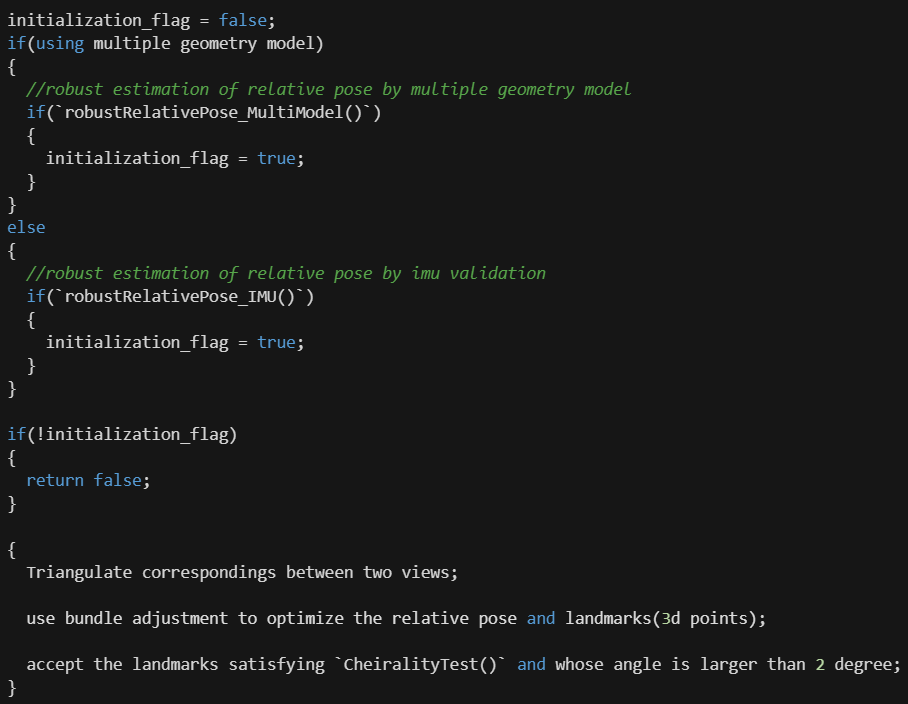 initialization_flag = false;
if(using multiple geometry model)
{
  //robust estimation of relative pose by multiple geometry model
  if(`robustRelativePose_MultiModel()`)
  {
    initialization_flag = true;
  }
}
else
{
  //robust estimation of relative pose by imu validation
  if(`robustRelativePose_IMU()`)
  {
    initialization_flag = true;
  }
}

if(!initialization_flag)
{
  return false;
}

{
  Triangulate correspondings between two views;

  use bundle adjustment to optimize the relative pose and landmarks(3d points);

  accept the landmarks satisfying `CheiralityTest()` and whose angle is larger than 2 degree;
}